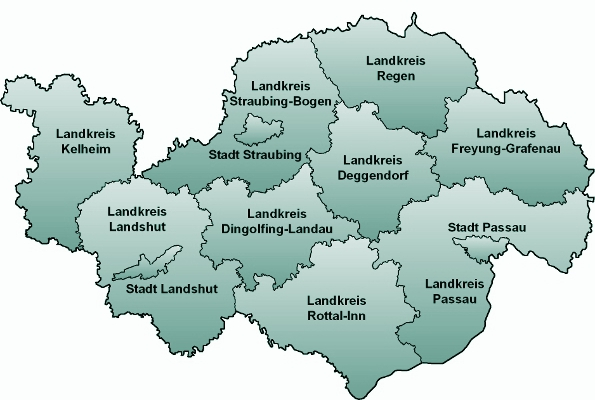 Landkreis
Regen
Landkreis
Straubing-Bogen
Landkreis
Kelheim
Landkreis
Freyung-Grafenau
Stadt Straubing
Landkreis
Deggendorf
Landkreis
Landshut
Landkreis
Dingolfing-Landau
Stadt Passau
Stadt Landshut
Landkreis
Passau
Landkreis
Rottal-Inn